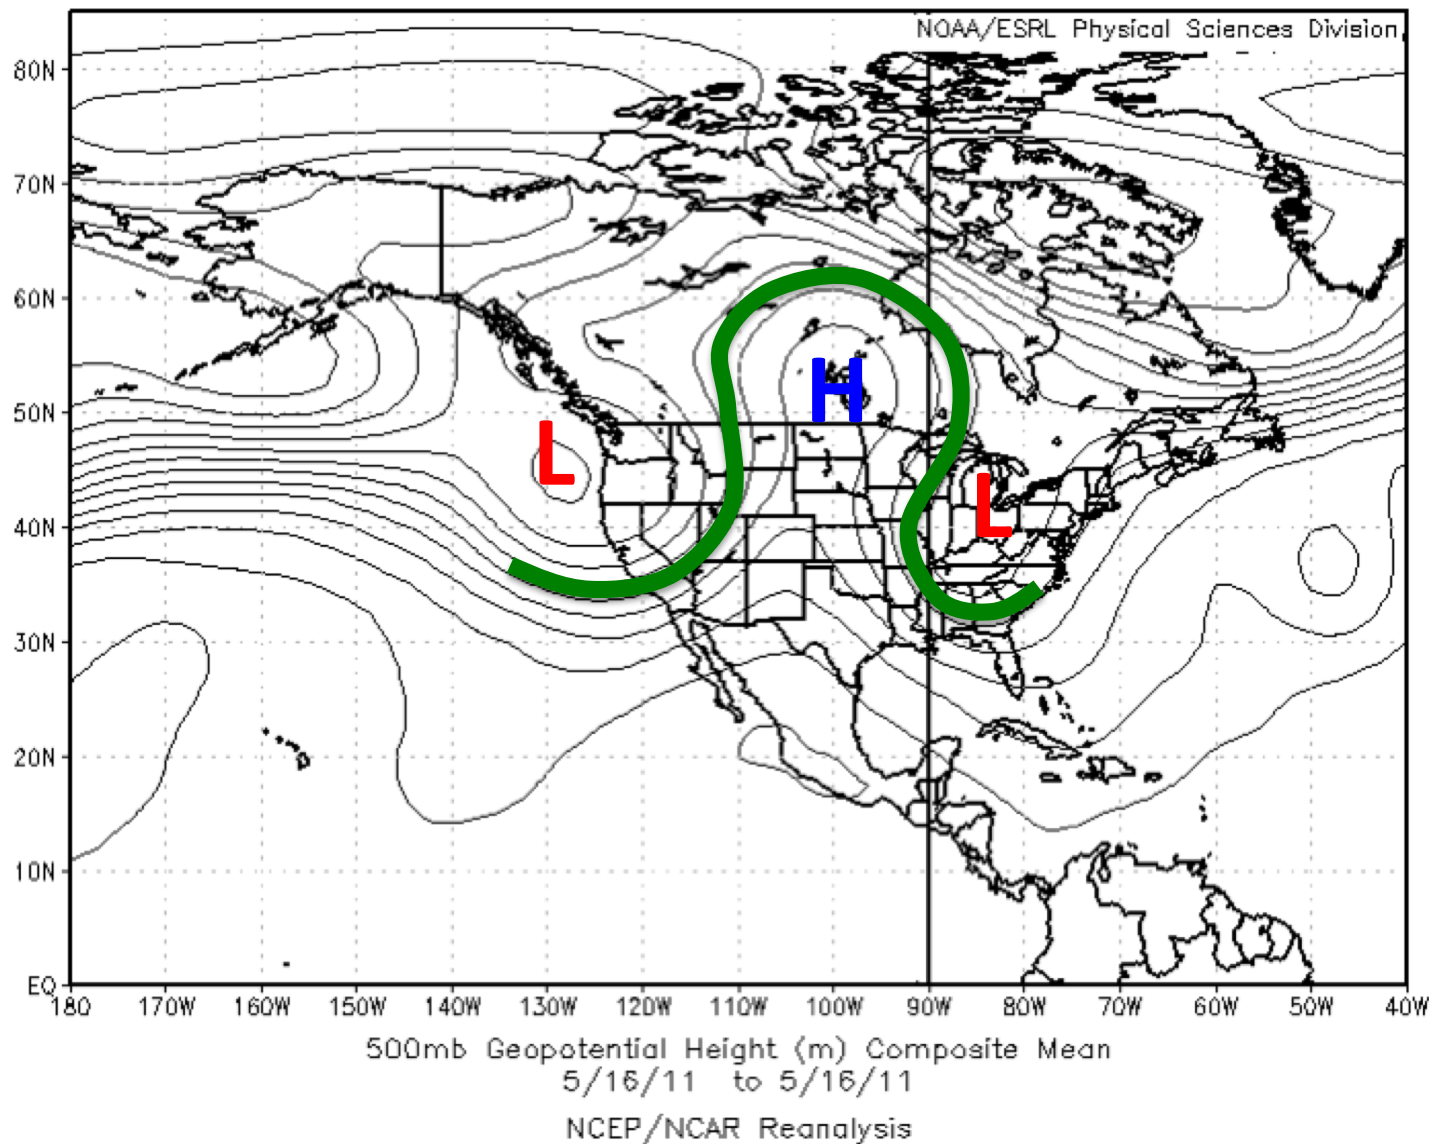 NOAA/ESRL Physical Sciences Division
80N
70N
60N
50N
40N
30N
20N
10N
EQ
H
L
L
180 170W 160W 150W 140W 130W 120W 110W 100W 90W 80W 70W 60W 50W 40W
500mb Geopotential Height (m) Composite Mean
5/16/11 to 5/16/11
NCEP/NCAR Reanalysis